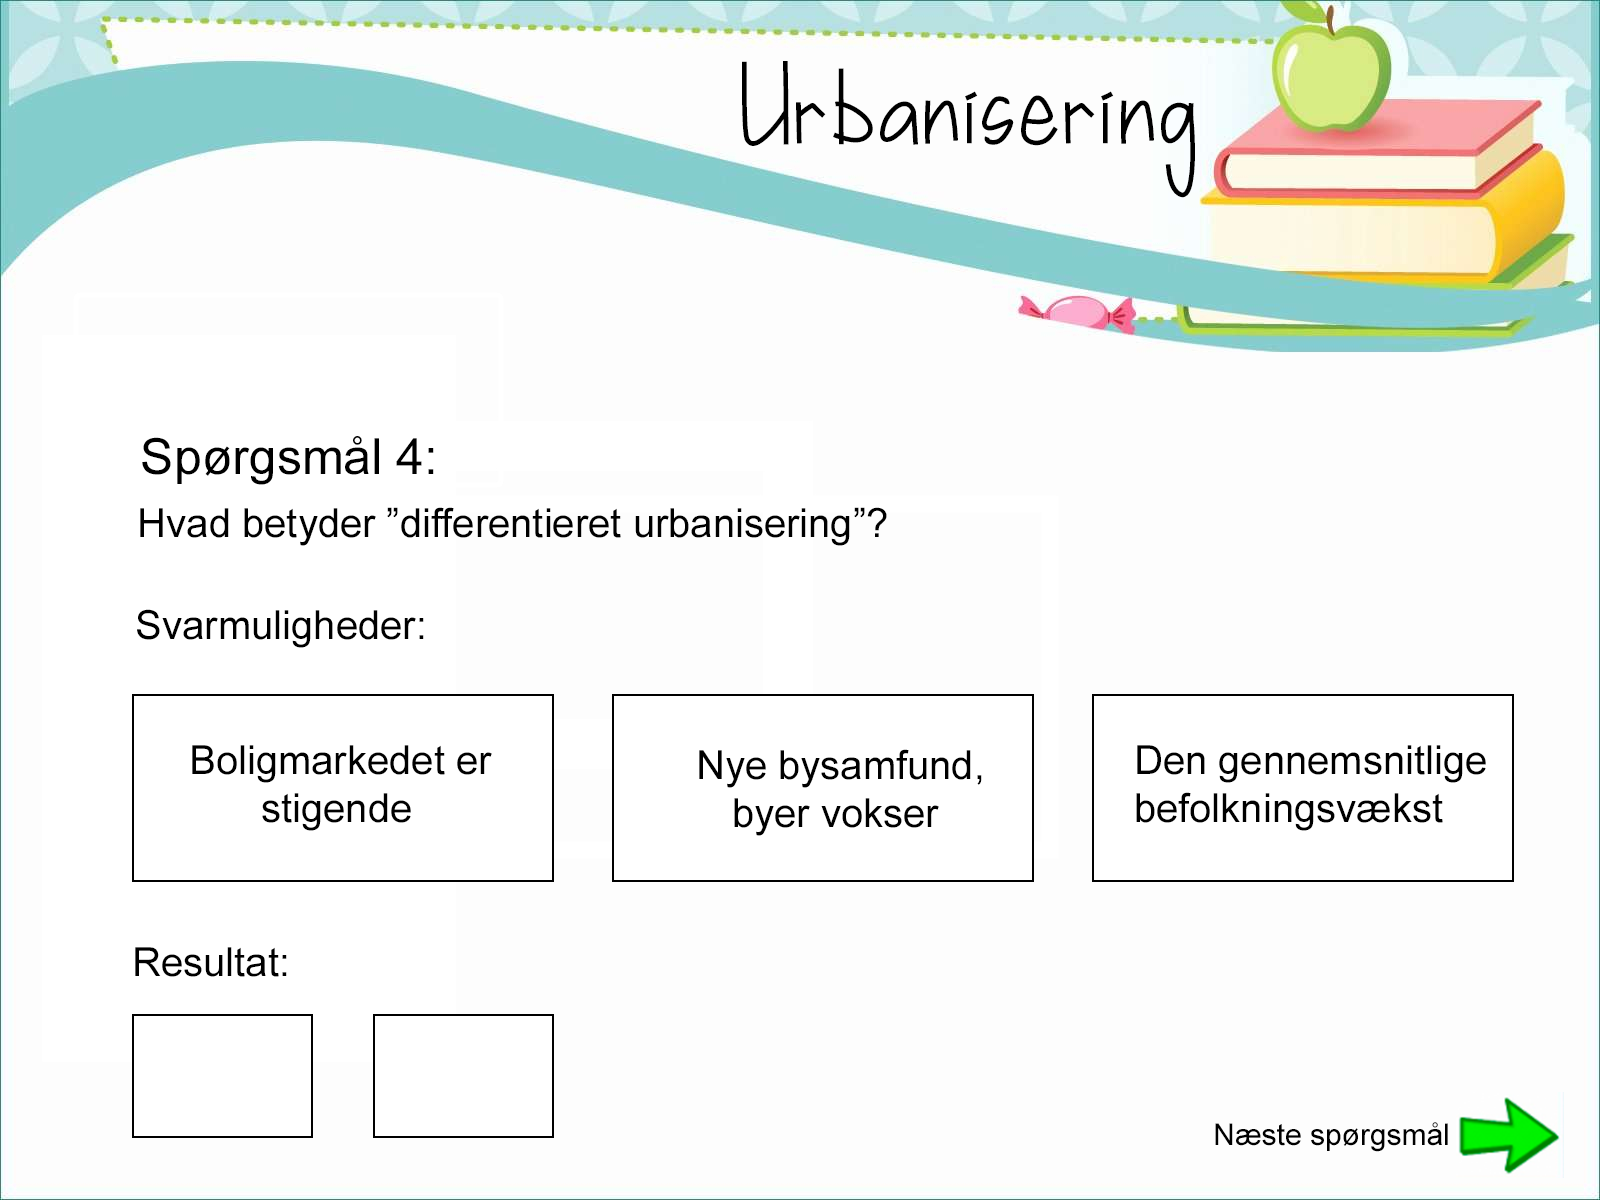 Urbanisering
Spørgsmål 4:
Hvad betyder ”differentieret urbanisering”?
Svarmuligheder:
Boligmarkedet er
stigende
Nye bysamfund,
byer vokser
Den gennemsnitlige
befolkningsvækst
Resultat:
Næste spørgsmål